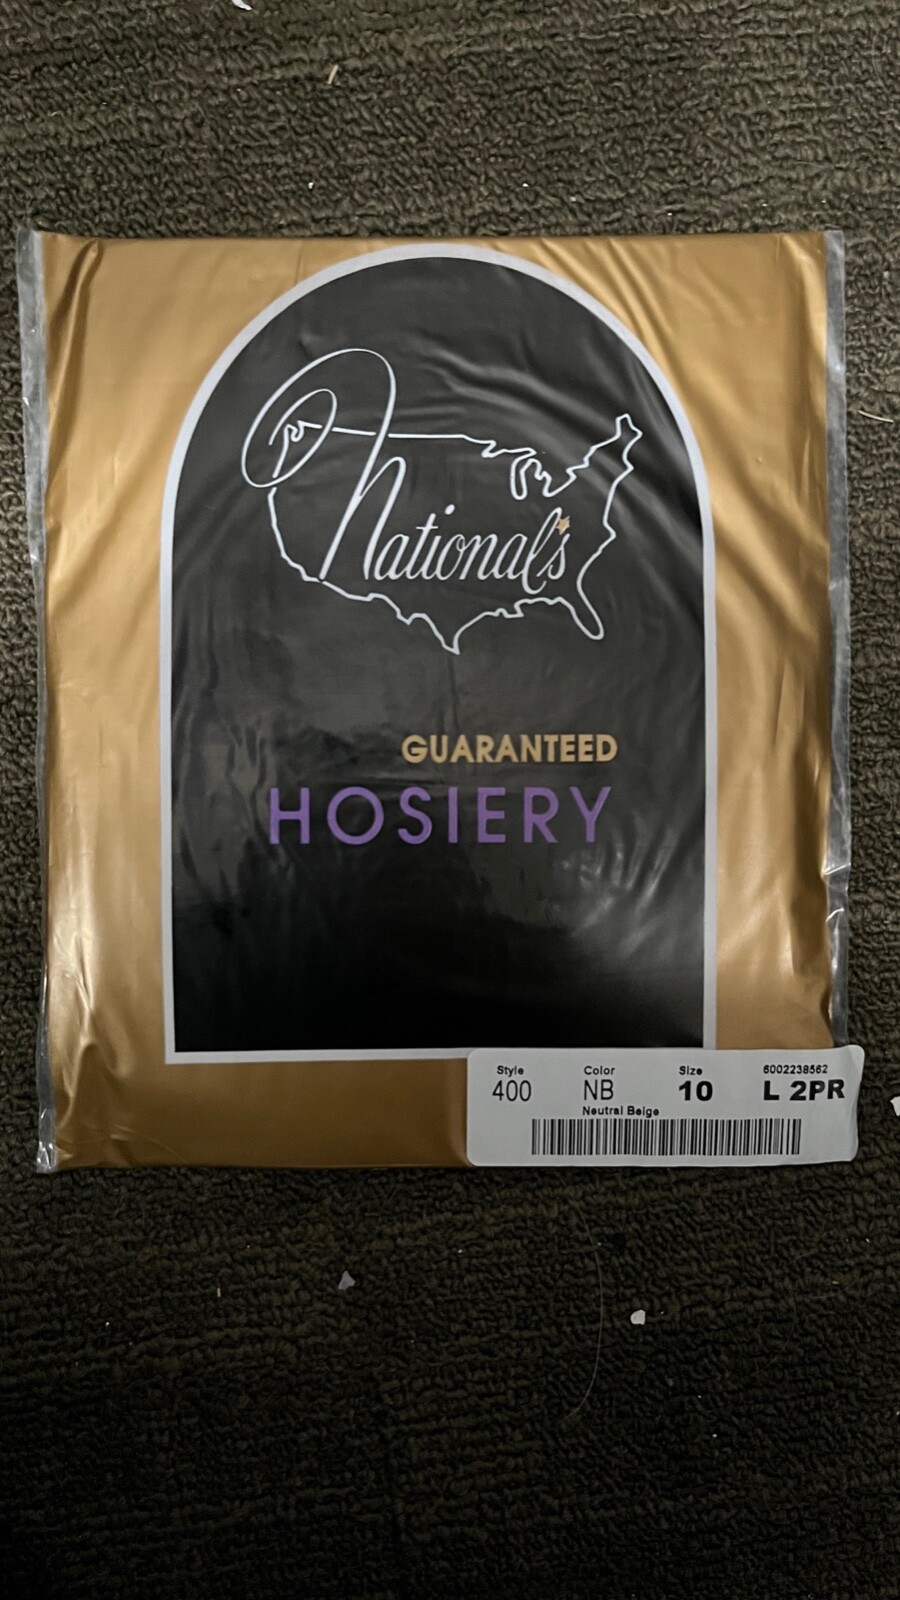 National's
GUARANTEED
HOSIERY
Style Color Size 6002238562
400 NB 10 L 2PR
Neutral Beige